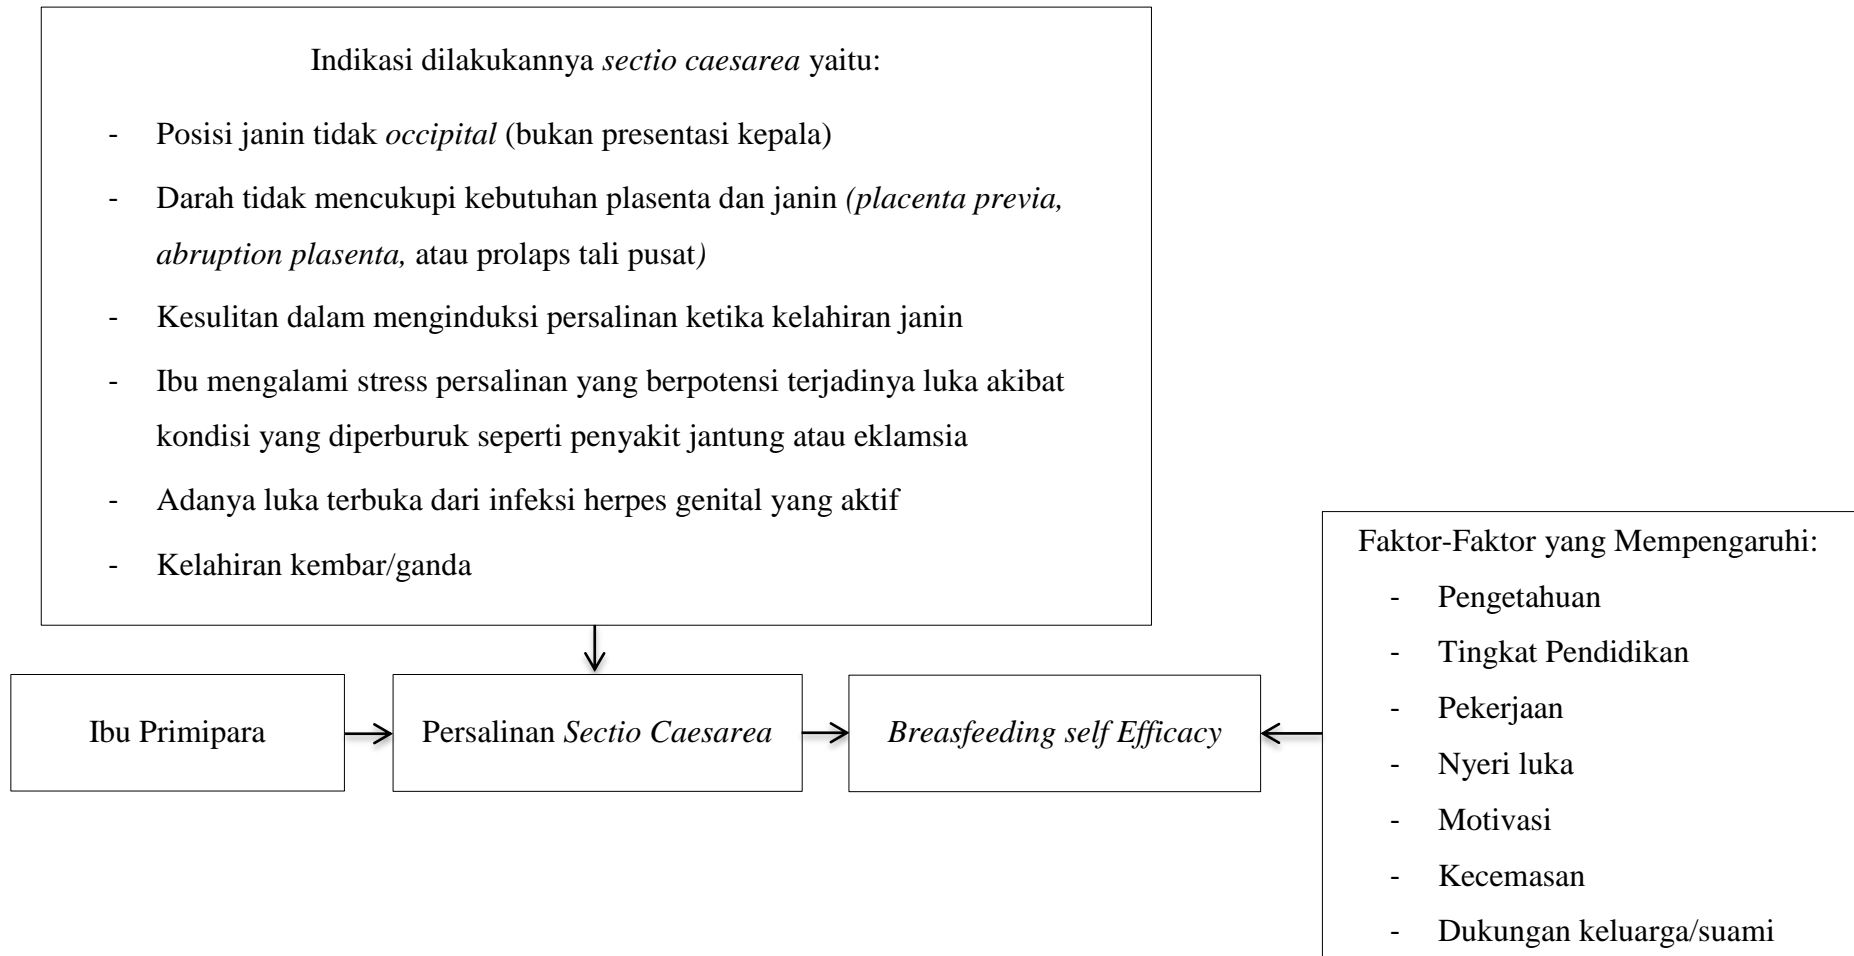 Indikasi dilakukannya sectio caesarea yaitu:
- Posisi janin tidak occipital (bukan presentasi kepala)
- Darah tidak mencukupi kebutuhan plasenta dan janin (placenta previa,
abruption plasenta, atau prolaps tali pusat)
- Kesulitan dalam menginduksi persalinan ketika kelahiran janin
- Ibu mengalami stress persalinan yang berpotensi terjadinya luka akibat
kondisi yang diperburuk seperti penyakit jantung atau eklamsia
- Adanya luka terbuka dari infeksi herpes genital yang aktif
- Kelahiran kembar/ganda
Ibu Primipara
Persalinan Sectio Caesarea
Breasfeeding self Efficacy
Faktor-Faktor yang Mempengaruhi:
- Pengetahuan
- Tingkat Pendidikan
- Pekerjaan
- Nyeri luka
- Motivasi
- Kecemasan
- Dukungan keluarga/suami